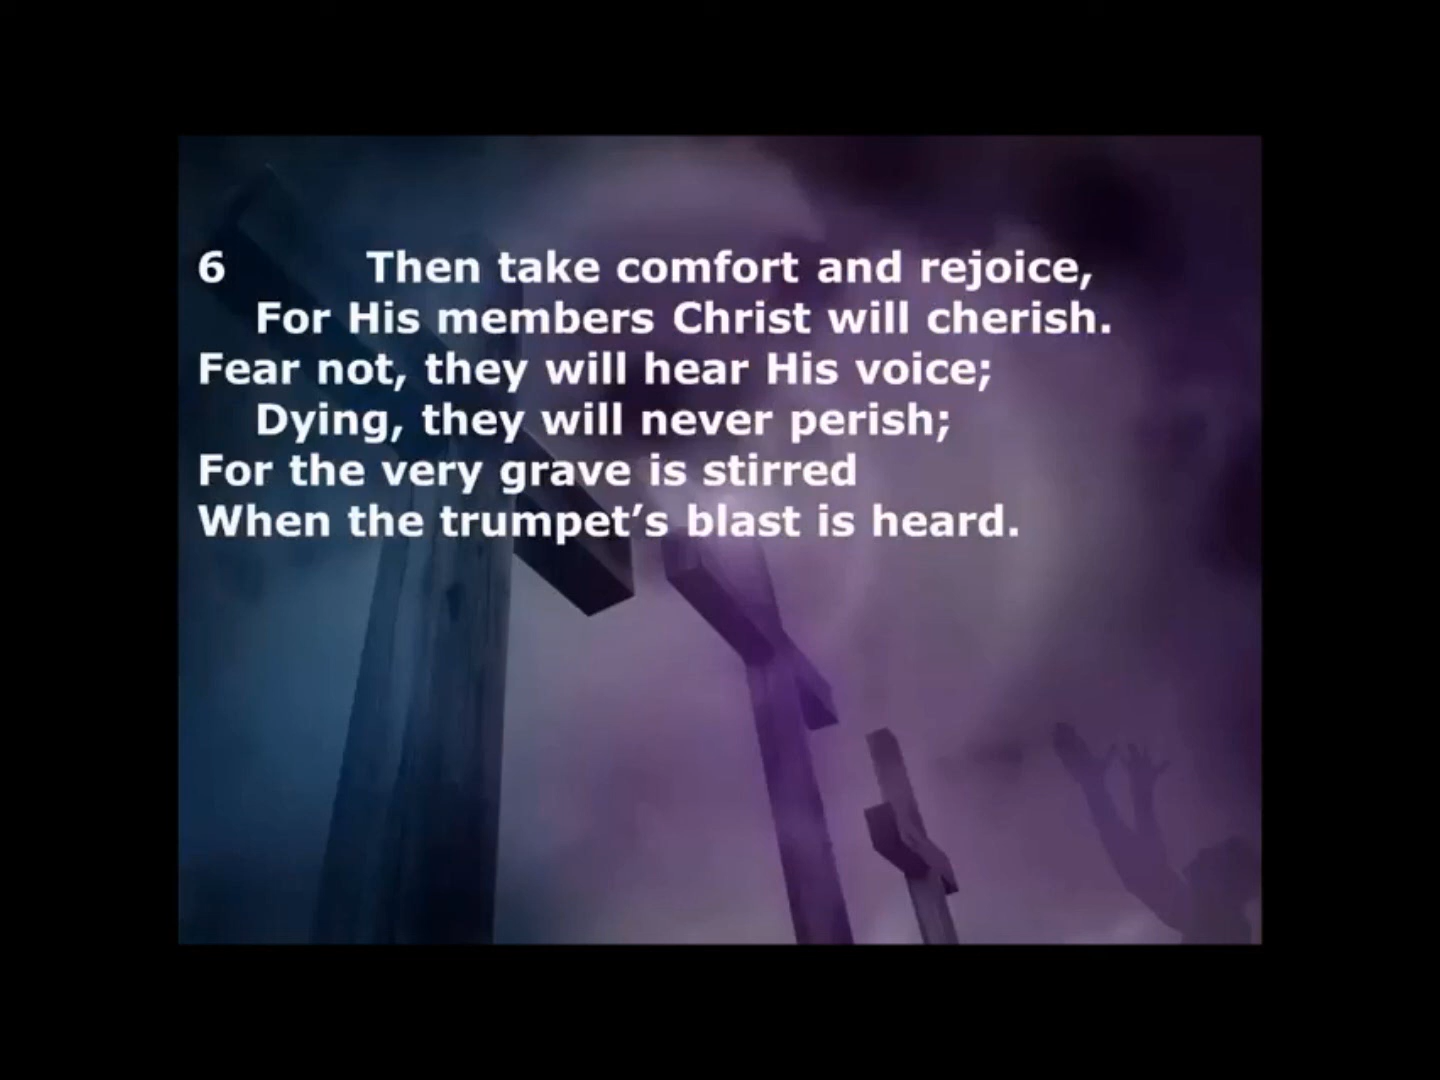 6 Then take comfort and rejoice,
For His members Christ will cherish.
Fear not, they will hear His voice;
Dying, they will never perish;
For the very grave is stirred
When the trumpet’s blast is heard.